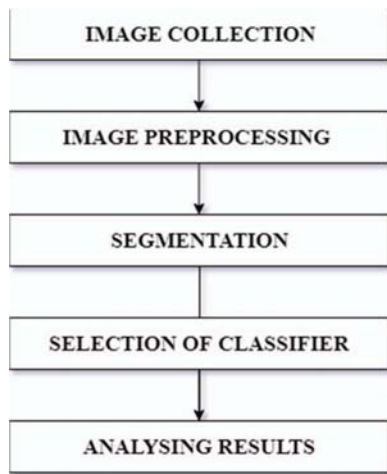 IMAGE COLLECTION
IMAGE PREPROCESSING
SEGMENTATION
SELECTION OF CLASSIFIER
ANALYSING RESULTS